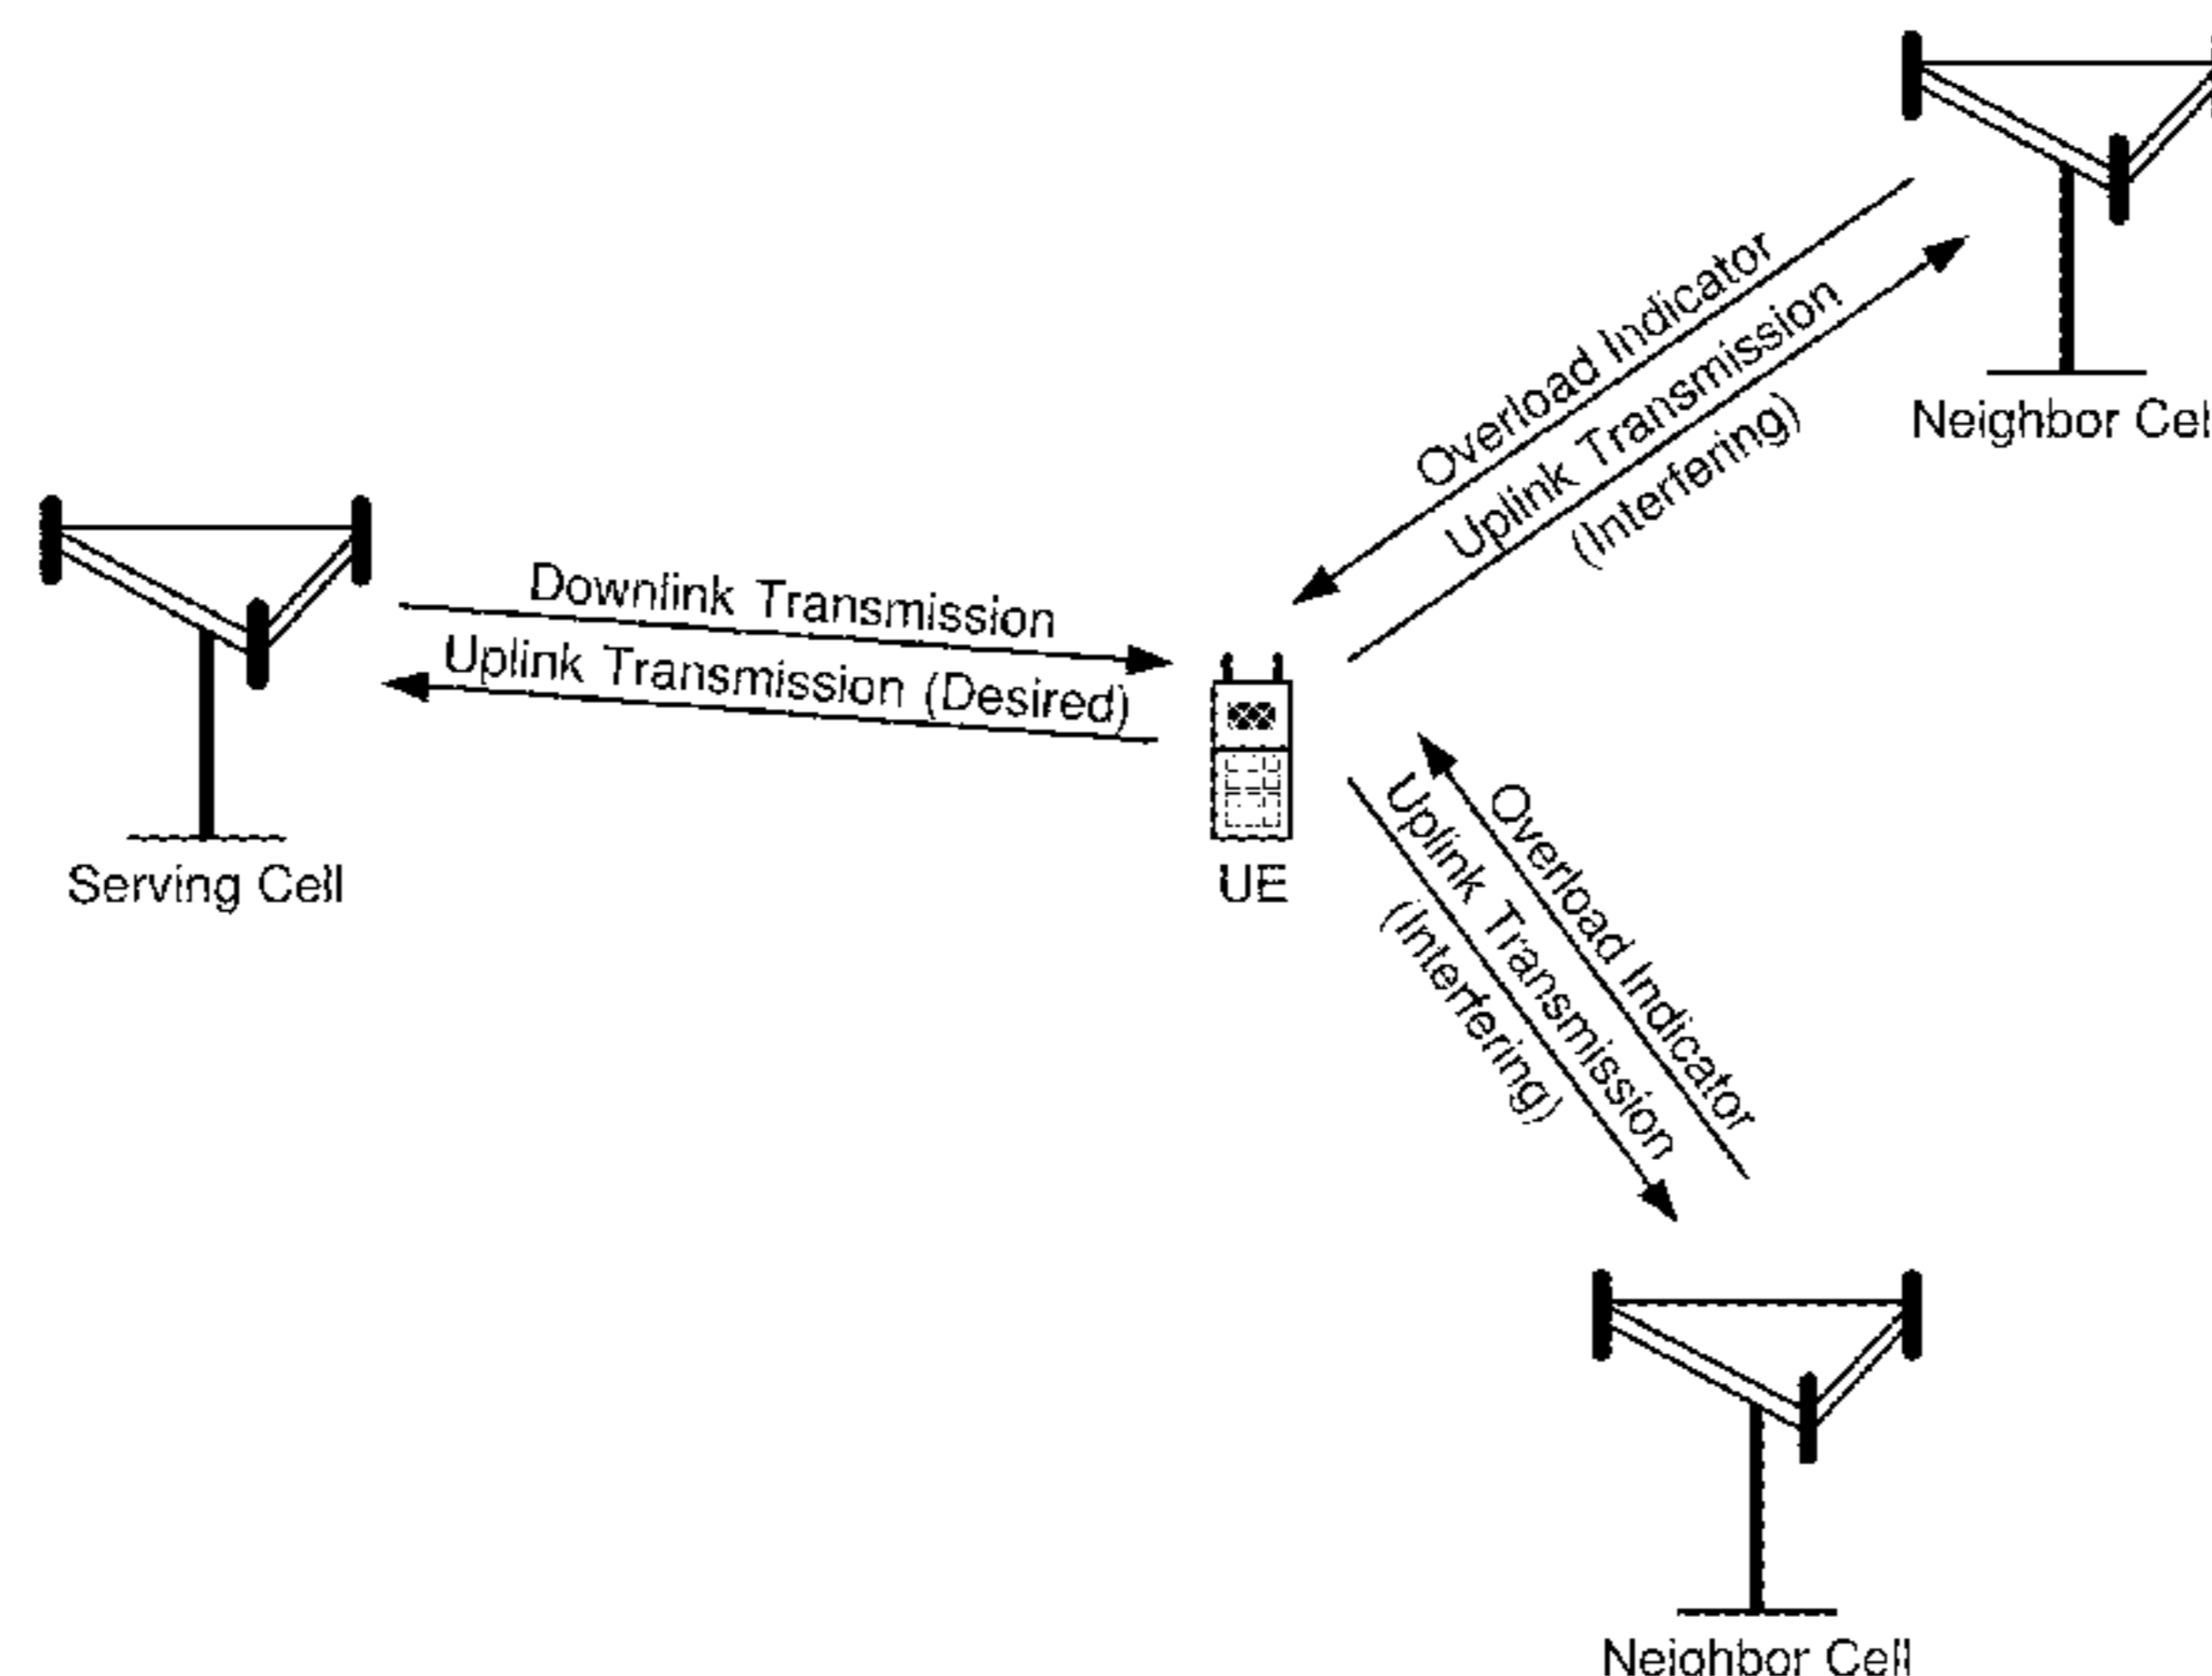 Overload Indicator
Uplink Transmission
(Interfering)
Neighbor Cel
Downlink Transmission
Uplink Transmission (Desired)
Serving Cell
UE
Overload Indicator
Uplink Transmission
(Interfering)
Neighbor Cell